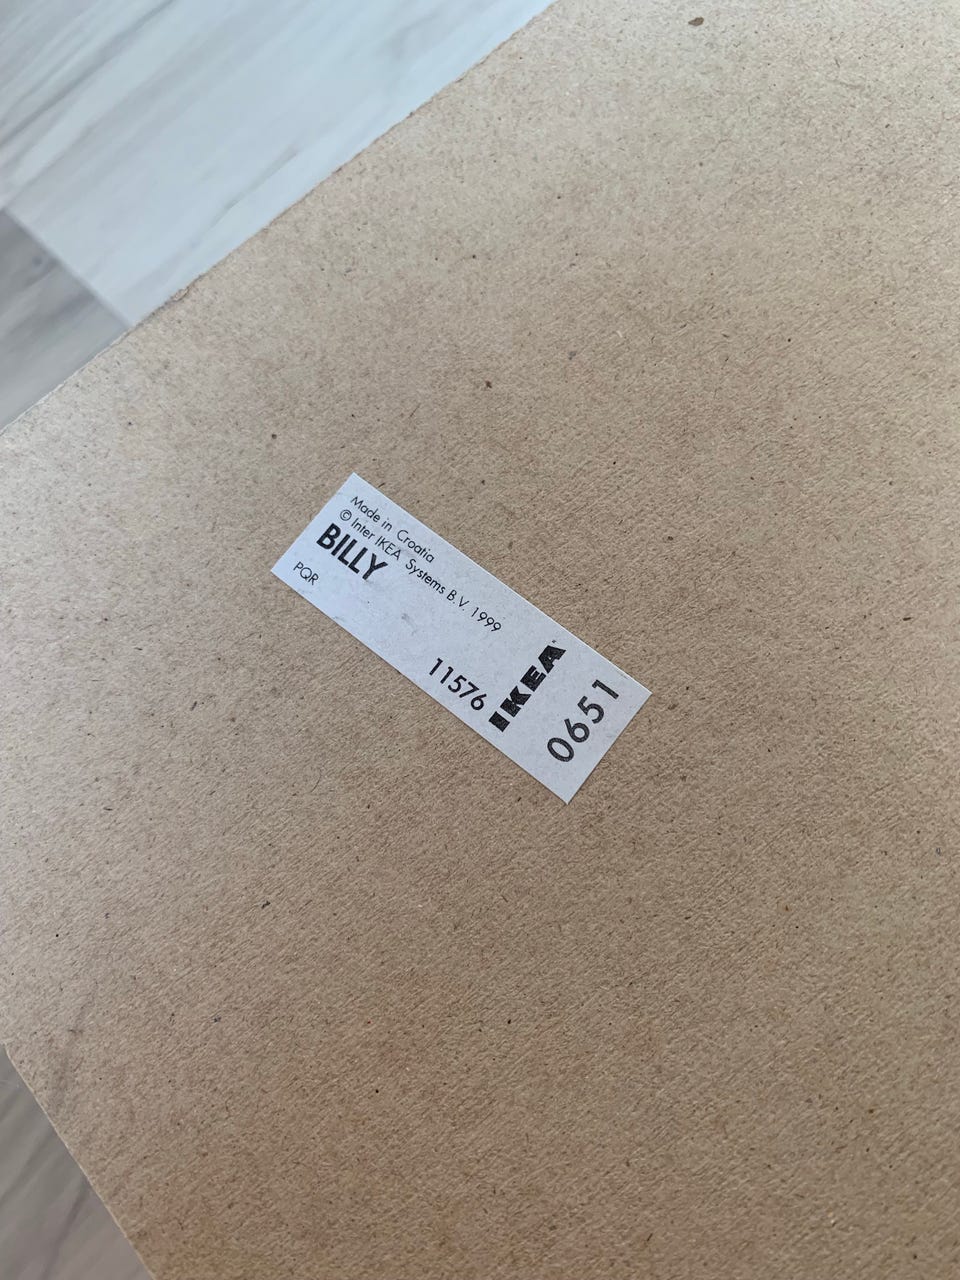 Made in Croatia
© Inter IKEA Systems B.V. 1999
BILLY
PQR
11576
IKEA
0651